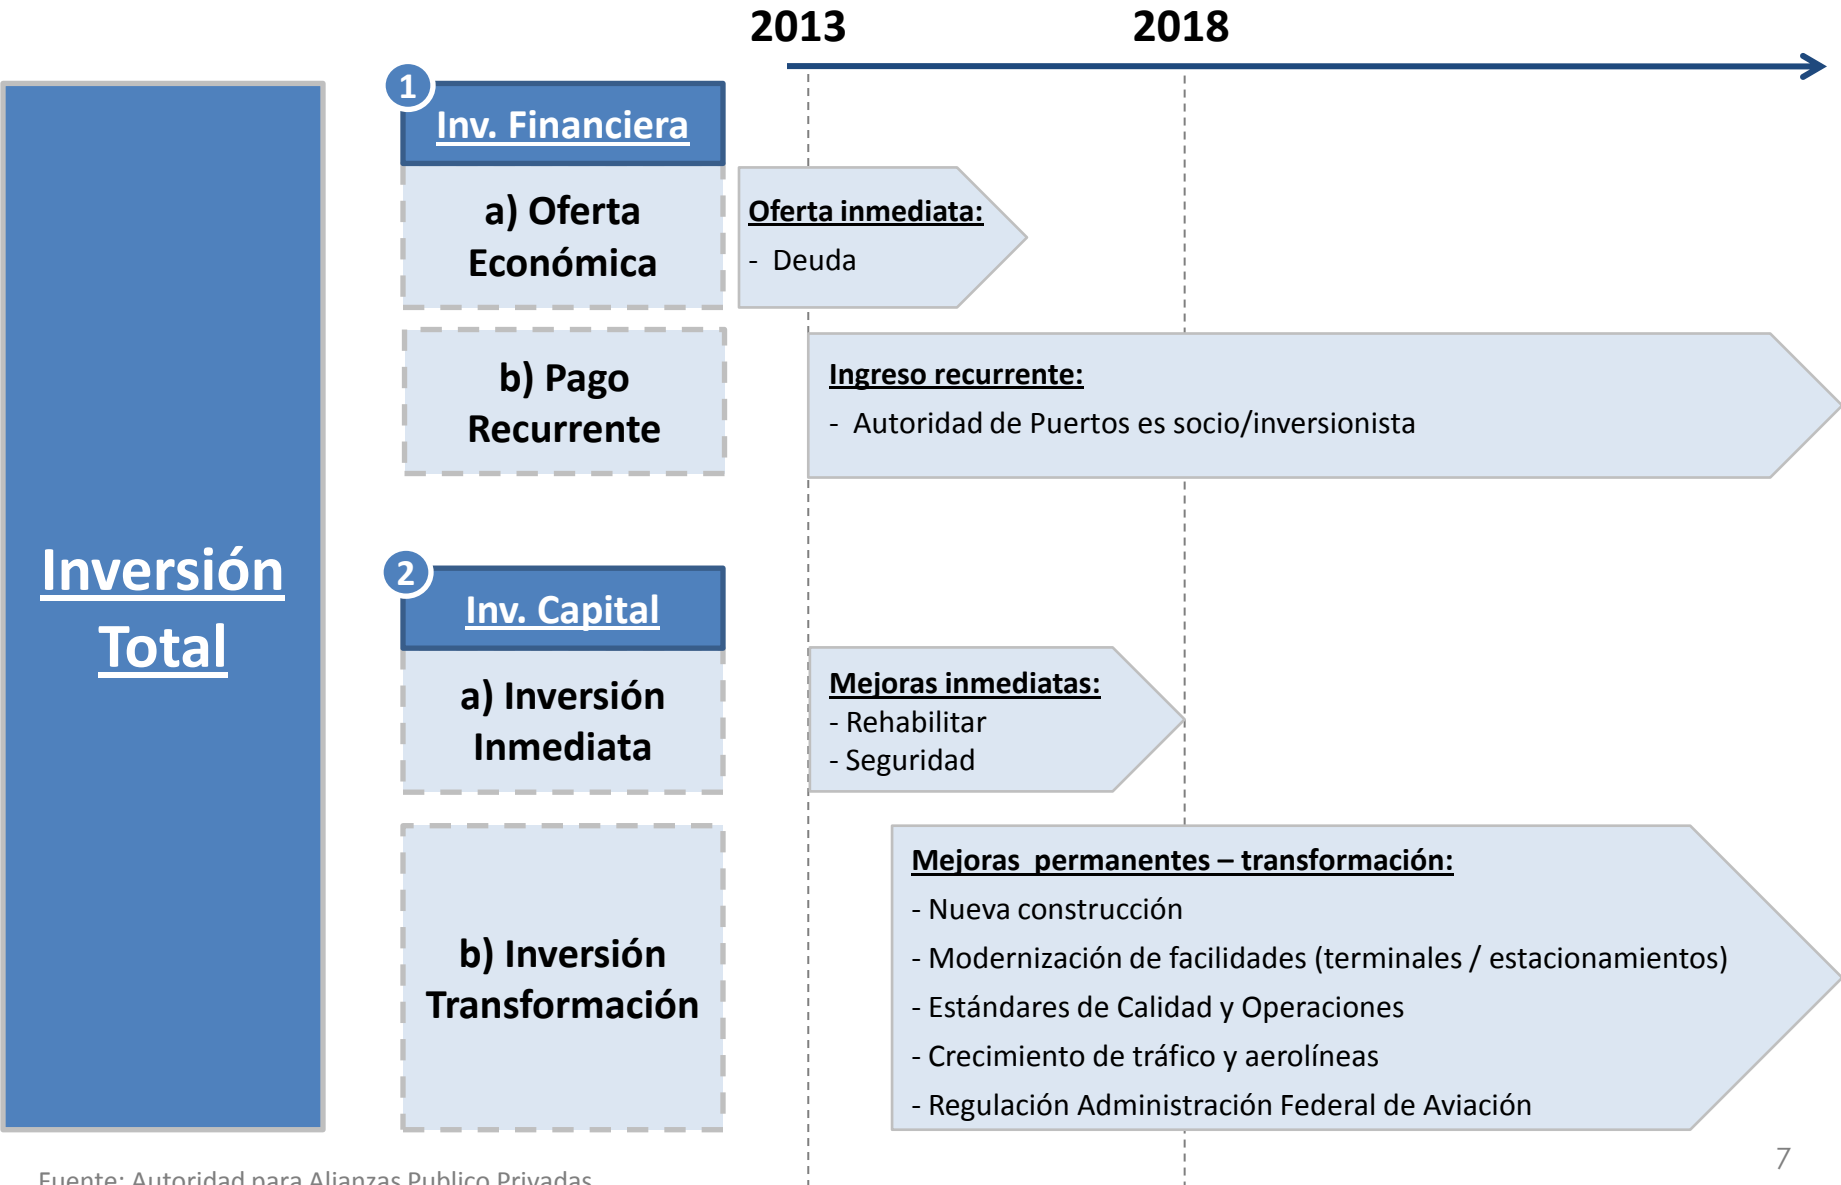 2013
2018
Inversión
Total
1
Inv. Financiera
a) Oferta
Económica
Oferta inmediata:
- Deuda
b) Pago
Recurrente
Ingreso recurrente:
- Autoridad de Puertos es socio/inversionista
2
Inv. Capital
a) Inversión
Inmediata
Mejoras inmediatas:
- Rehabilitar
- Seguridad
b) Inversión
Transformación
Mejoras permanentes – transformación:
- Nueva construcción
- Modernización de facilidades (terminales / estacionamientos)
- Estándares de Calidad y Operaciones
- Crecimiento de tráfico y aerolíneas
- Regulación Administración Federal de Aviación
7
Fuente: Autoridad para Alianzas Publico Privadas